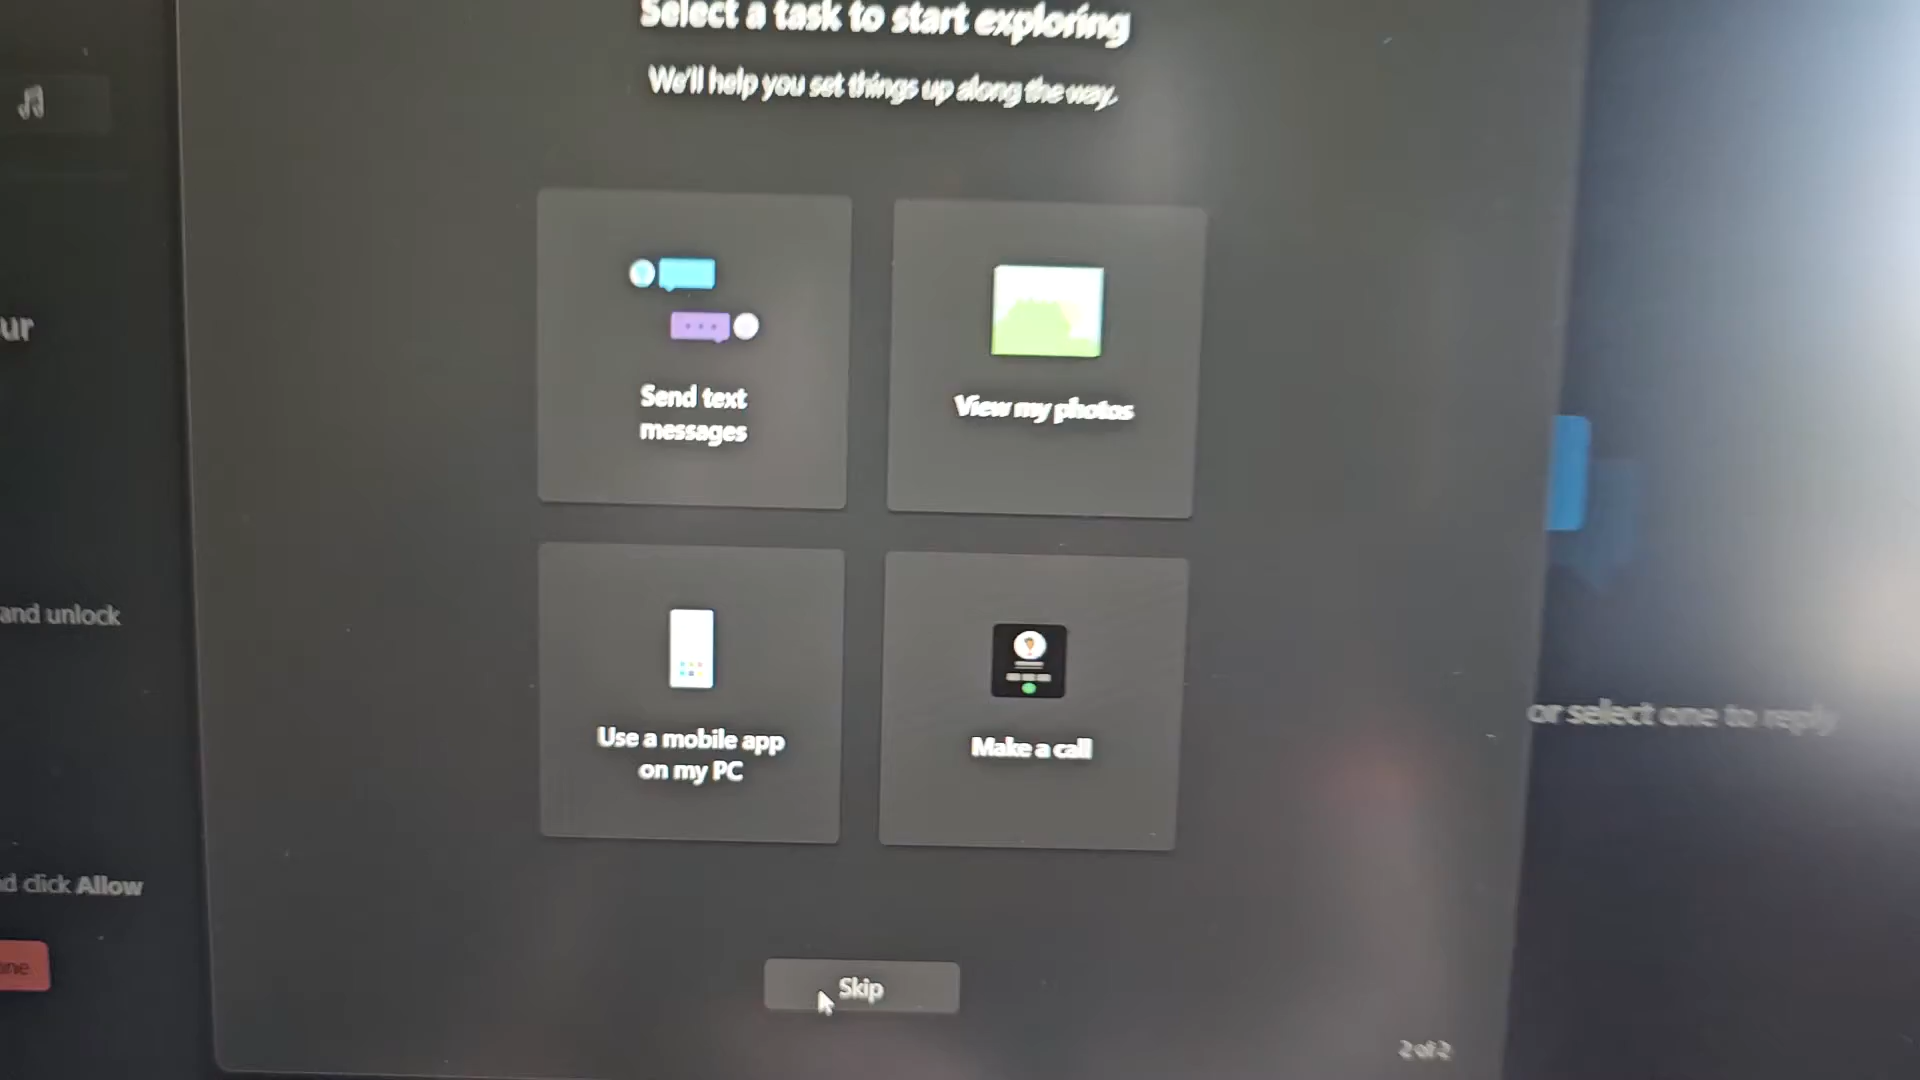 Select a task to start exploring
We'll help you set things up along the way.
ur
Send text
messages
View my photos
and unlock
or select one to reply
Use a mobile app
on my PC
Make a call
d click Allow
ne
Skip
2 of 2